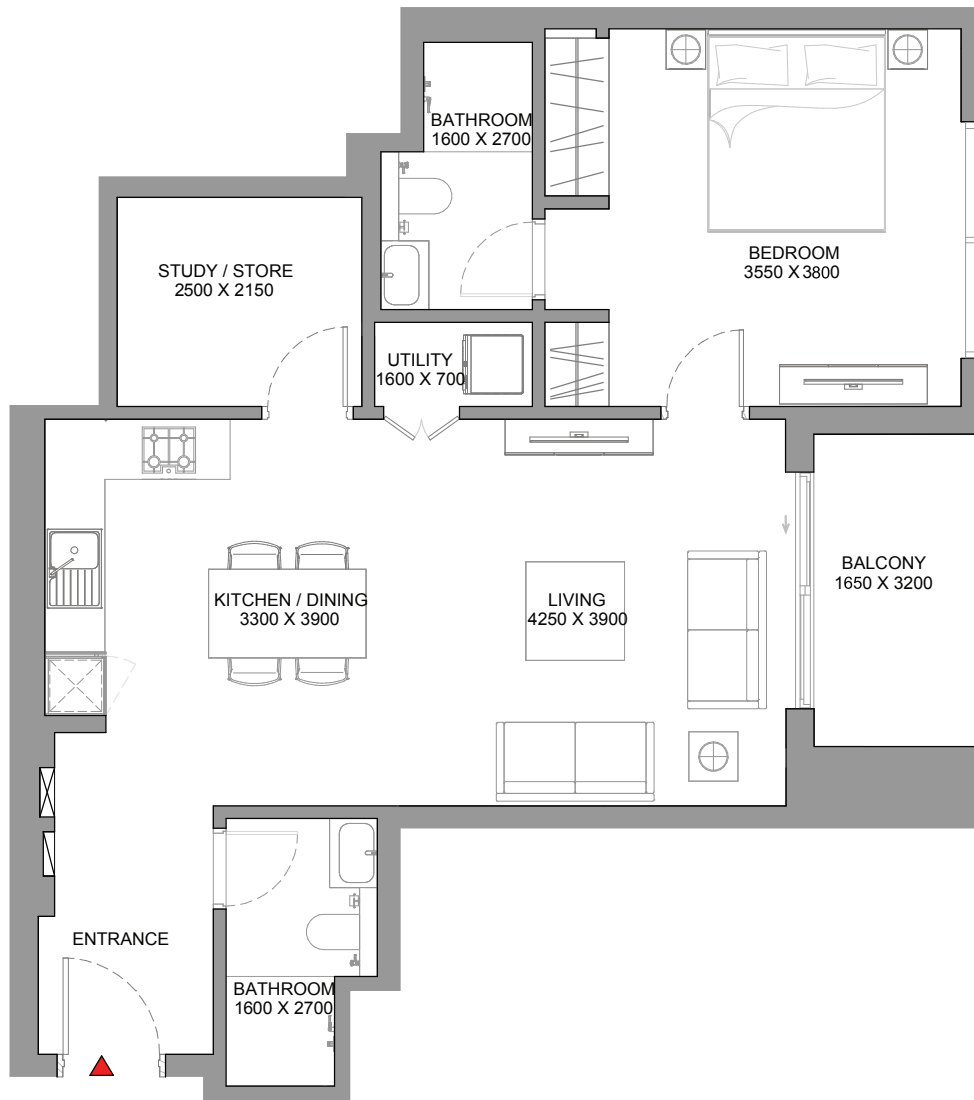 BATHROOM
1600 X 2700
STUDY / STORE
2500 X 2150
BEDROOM
3550 X 3800
UTILITY
1600 X 700
KITCHEN / DINING
3300 X 3900
LIVING
4250 X 3900
BALCONY
1650 X 3200
ENTRANCE
BATHROOM
1600 X 2700